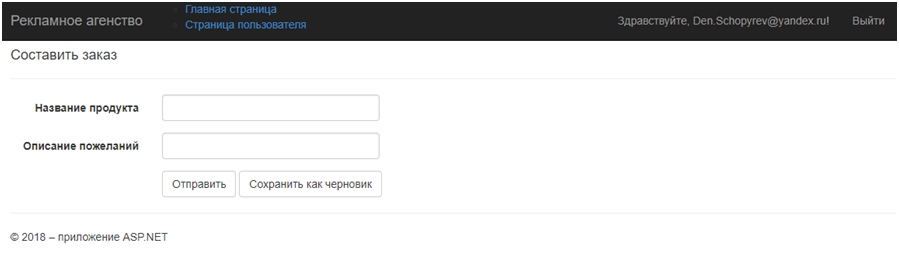 Рекламное агенство
Главная страница
Страница пользователя
Здравствуйте, Den.Schopyrev@yandex.ru!
Выйти
Составить заказ
Название продукта
Описание пожеланий
Отправить
Сохранить как черновик
© 2018 – приложение ASP.NET